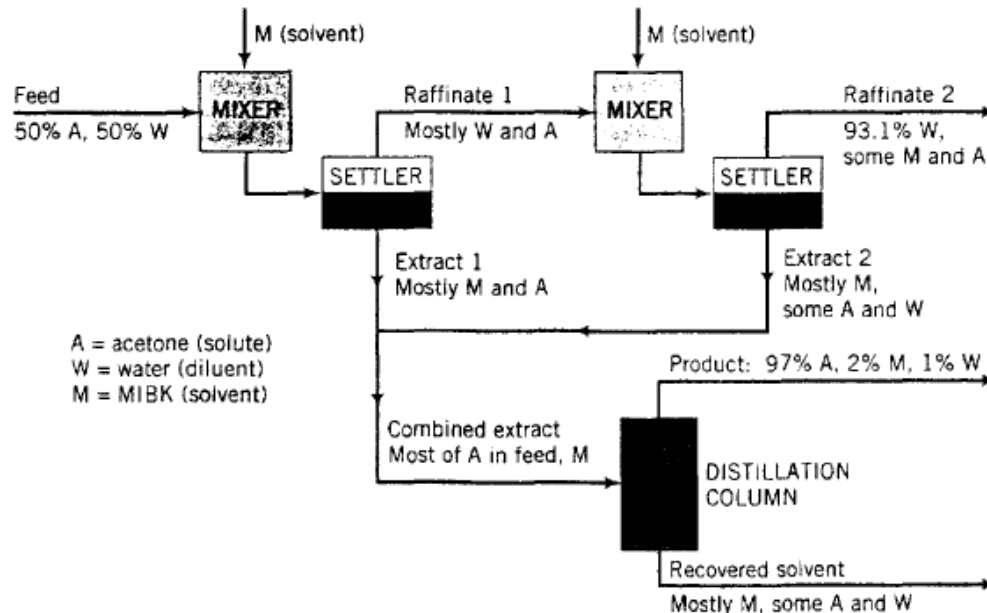 M (solvent)
M (solvent)
Feed
50% A, 50% W
MIXER
Raffinate 1
Mostly W and A
MIXER
Raffinate 2
93.1% W,
some M and A
SETTLER
SETTLER
Extract 1
Mostly M and A
Extract 2
Mostly M,
some A and W
A = acetone (solute)
W = water (diluent)
M = MIBK (solvent)
Product: 97% A, 2% M, 1% W
Combined extract
Most of A in feed, M
DISTILLATION
COLUMN
Recovered solvent
Mostly M, some A and W